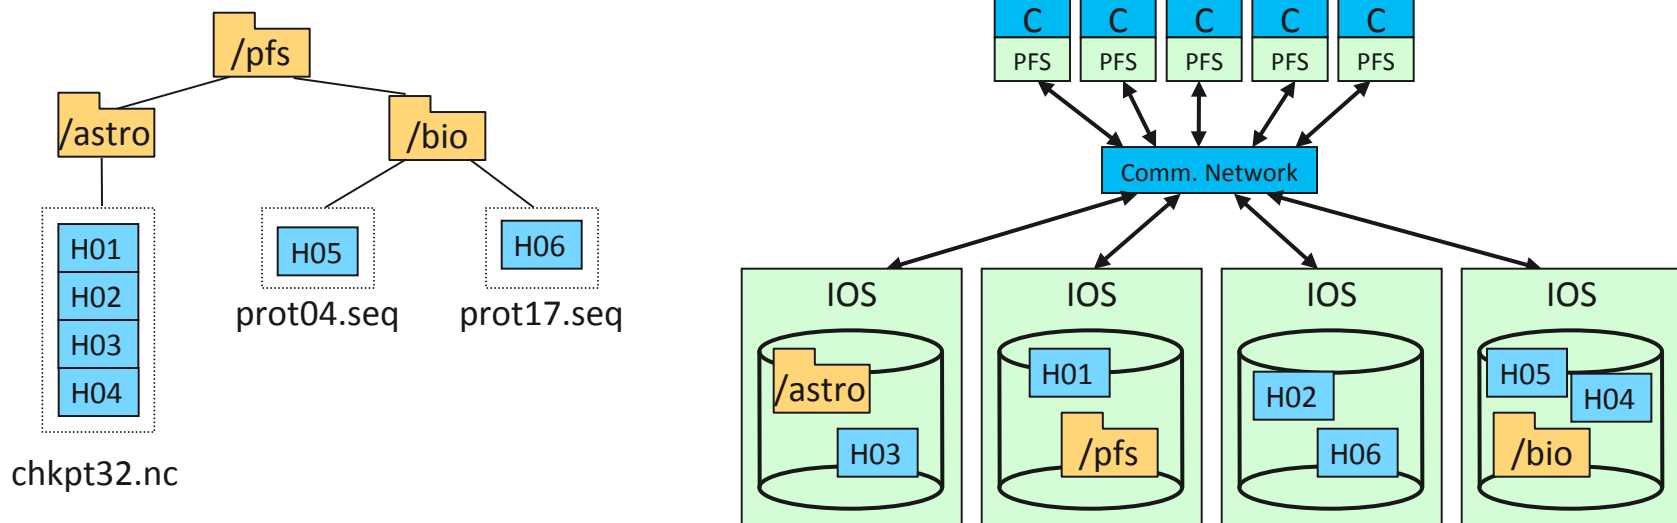 /pfs
/astro
/bio
H01
H02
H03
H04
chkpt32.nc
H05
prot04.seq
H06
prot17.seq
C C C C C
PFS PFS PFS PFS PFS
Comm. Network
IOS
/astro
H03
IOS
H01
/pfs
IOS
H02
H06
IOS
H05
H04
/bio